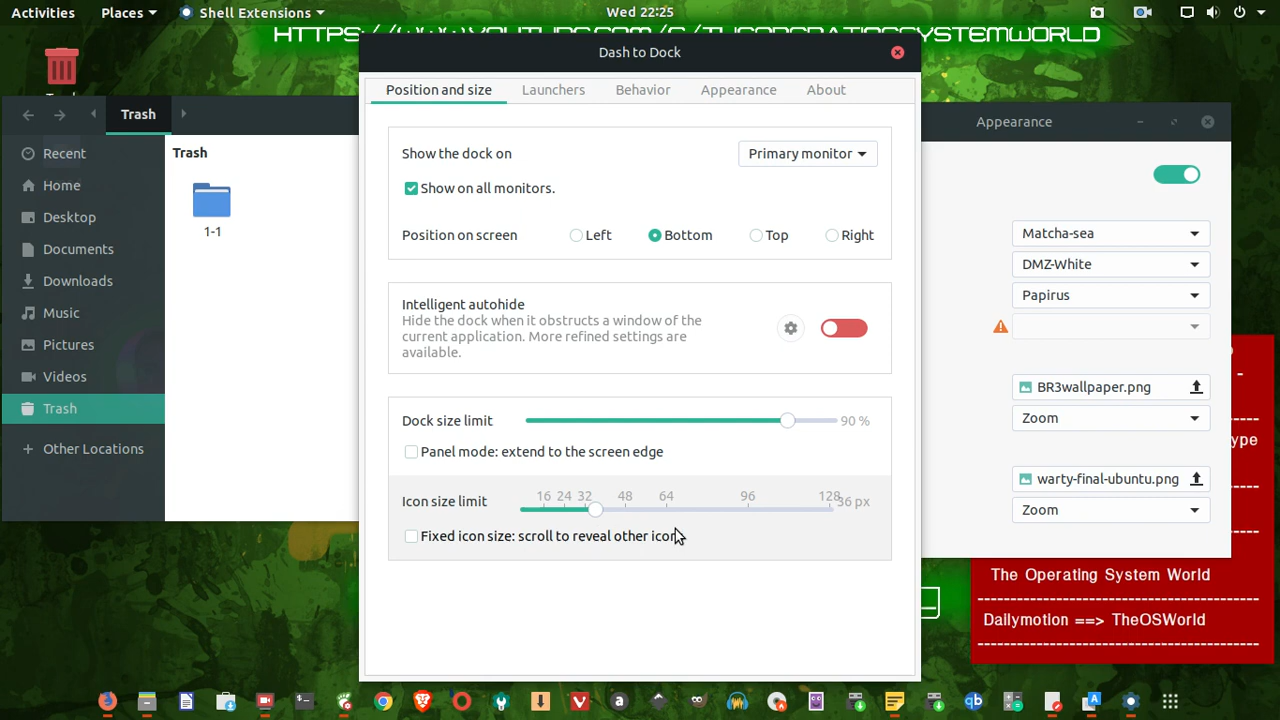 Activities Places Shell Extensions Wed 22:25
Dash to Dock
Position and size Launchers Behavior Appearance About
Show the dock on Primary monitor
Show on all monitors.
Position on screen Left Bottom Top Right
Intelligent autohide
Hide the dock when it obstructs a window of the
current application. More refined settings are
available.
Dock size limit 90 %
Panel mode: extend to the screen edge
16 24 32 48 64 96 128
Icon size limit 36 px
Fixed icon size: scroll to reveal other icon
Trash
Recent
Home
Desktop
Documents
Downloads
Music
Pictures
Videos
Trash
Other Locations
Trash
1-1
Appearance
Matcha-sea
DMZ-White
Papirus
BR3wallpaper.png
Zoom
warty-final-ubuntu.png
Zoom
The Operating System World
------------------------------------------
Dallymotion ==> TheOSWorld
------------------------------------------